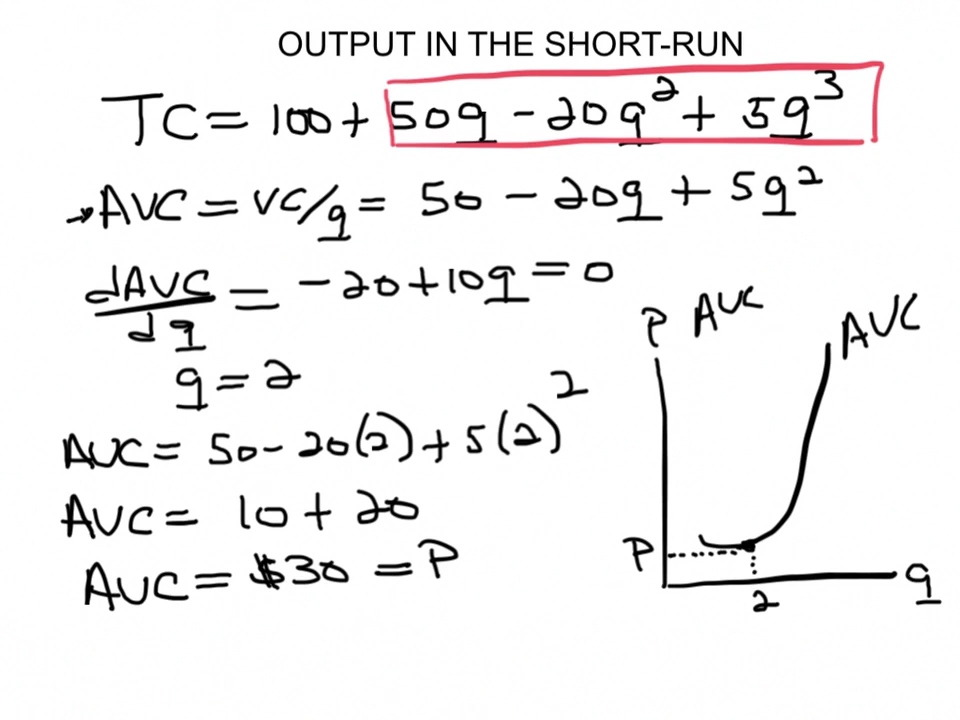 OUTPUT IN THE SHORT-RUN
TC = 100 + 50q - 20q² + 5q³
→AVC = VC/q = 50 - 20q + 5q²
dAVC/dq = -20 + 10q = 0
q = 2
AVC = 50 - 20(2) + 5(2)²
AVC = 10 + 20
AVC = $30 = P
P AVC
AVC
P
2
q